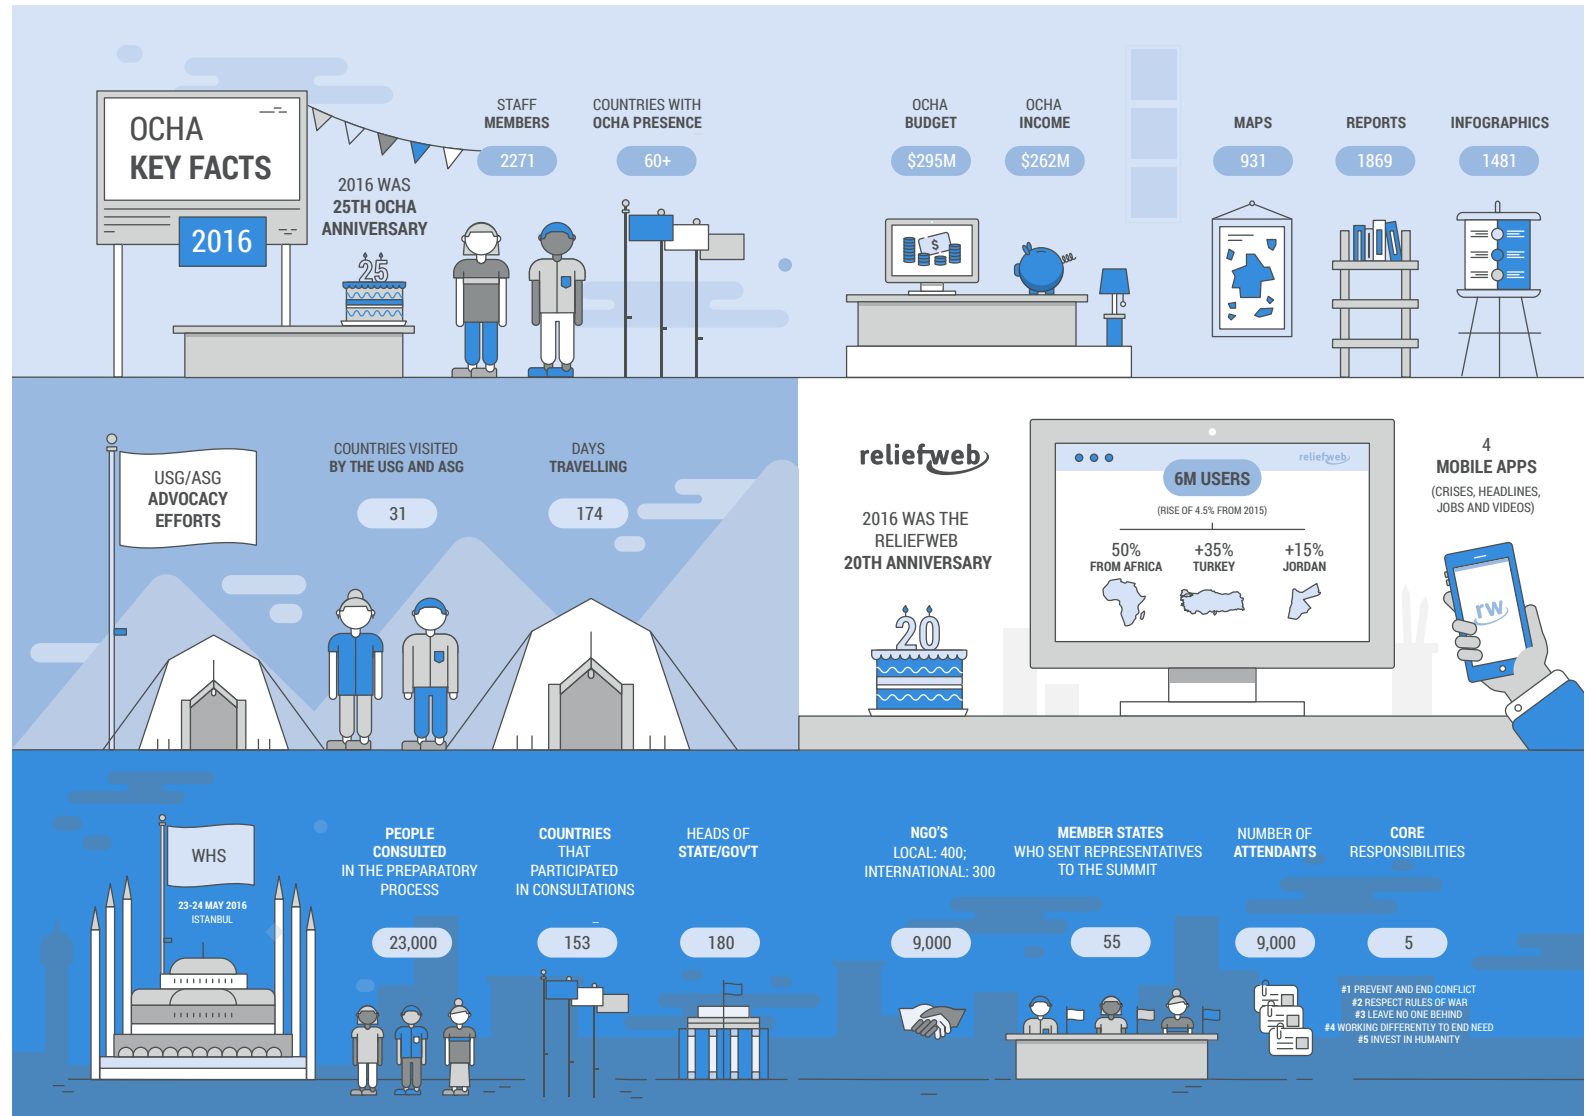 OCHA
KEY FACTS
2016
2016 WAS
25TH OCHA
ANNIVERSARY
25
STAFF
MEMBERS
2271
COUNTRIES WITH
OCHA PRESENCE
60+
OCHA
BUDGET
$295M
$
OCHA
INCOME
$262M
MAPS
931
REPORTS
1869
INFOGRAPHICS
1481
USG/ASG
ADVOCACY
EFFORTS
COUNTRIES VISITED
BY THE USG AND ASG
31
DAYS
TRAVELLING
174
reliefweb
2016 WAS THE
RELIEFWEB
20TH ANNIVERSARY
20
reliefweb
6M USERS
(RISE OF 4.5% FROM 2015)
50%
FROM AFRICA
+35%
TURKEY
+15%
JORDAN
4
MOBILE APPS
(CRISES, HEADLINES,
JOBS AND VIDEOS)
rw
WHS
23-24 MAY 2016
ISTANBUL
PEOPLE
CONSULTED
IN THE PREPARATORY
PROCESS
23,000
COUNTRIES
THAT
PARTICIPATED
IN CONSULTATIONS
153
HEADS OF
STATE/GOV'T
180
NGO'S
LOCAL: 400;
INTERNATIONAL: 300
9,000
MEMBER STATES
WHO SENT REPRESENTATIVES
TO THE SUMMIT
55
NUMBER OF
ATTENDANTS
9,000
CORE
RESPONSIBILITIES
5
#1 PREVENT AND END CONFLICT
#2 RESPECT RULES OF WAR
#3 LEAVE NO ONE BEHIND
#4 WORKING DIFFERENTLY TO END NEED
#5 INVEST IN HUMANITY